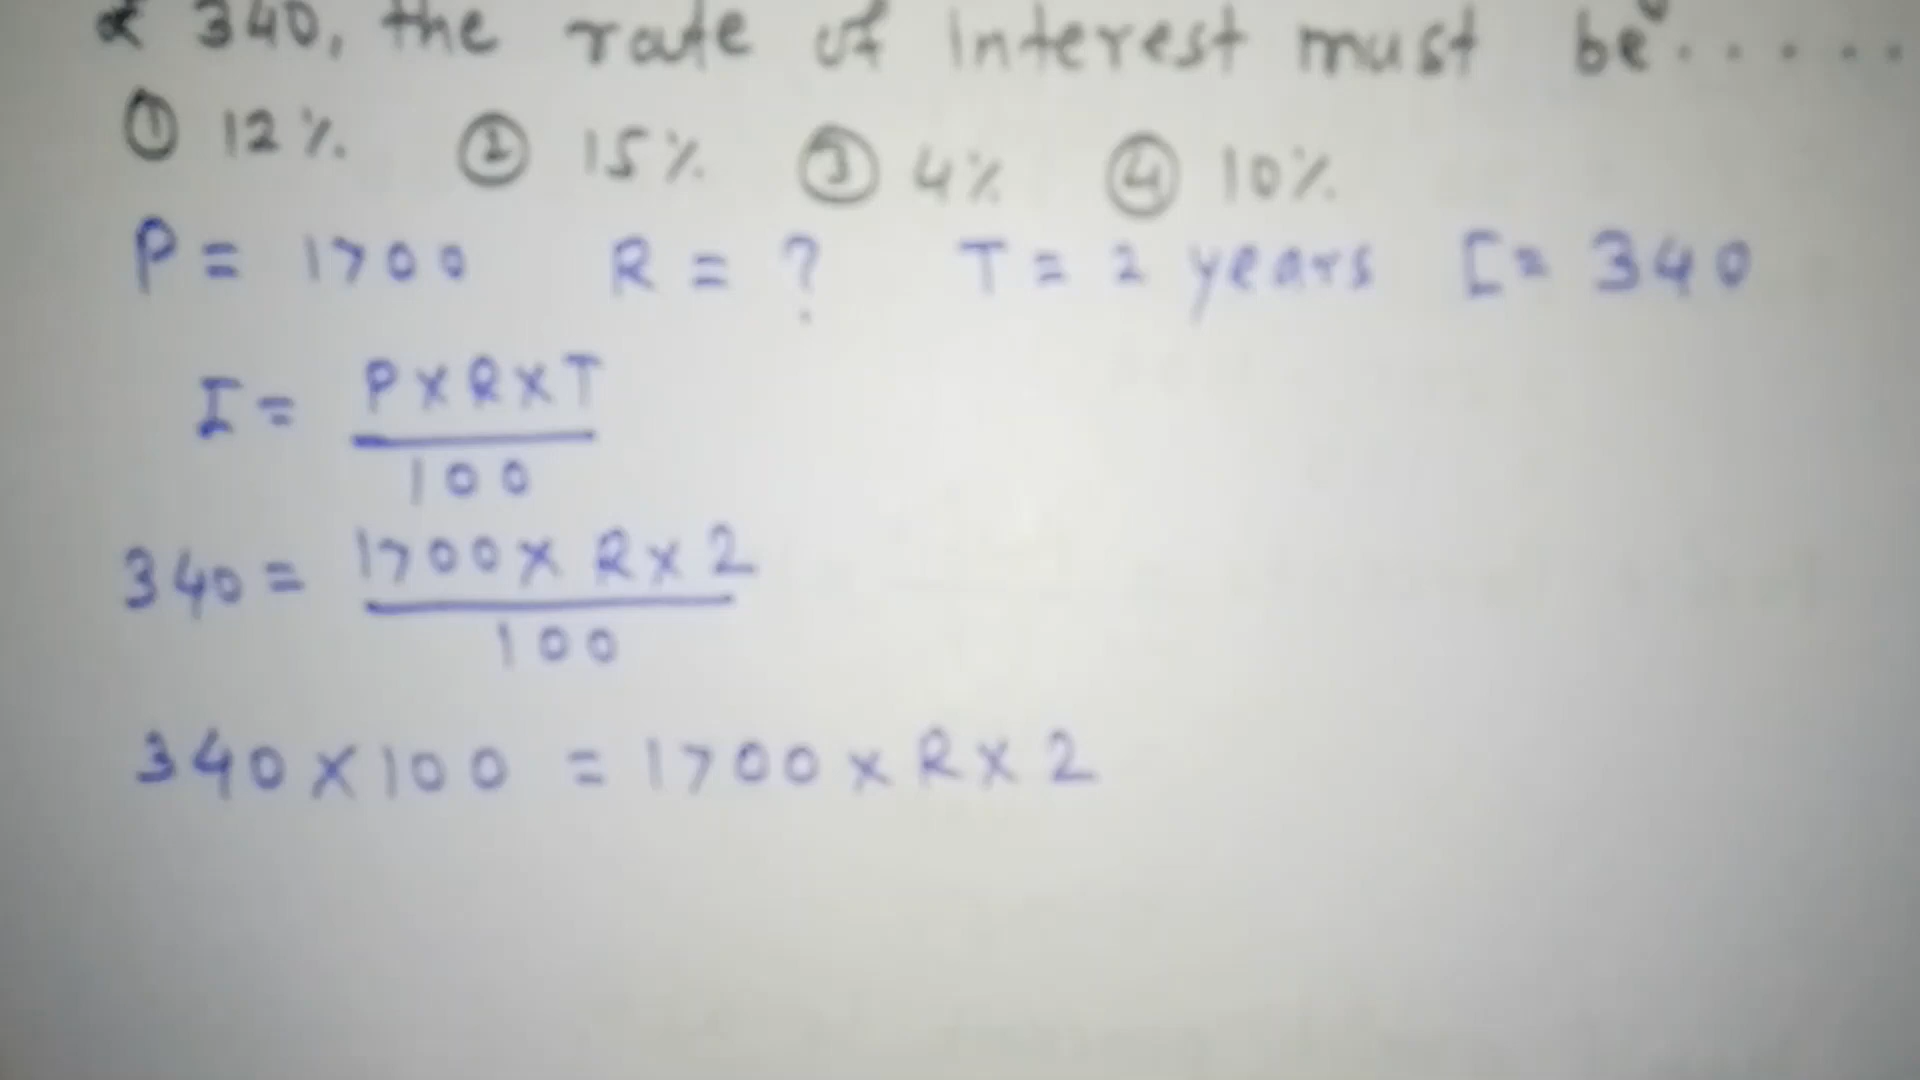 ₹ 340, the rate of interest must be.....
① 12% ② 15% ③ 4% ④ 10%
P = 1700 R = ? T = 2 years I = 340
I = P×R×T
100
340 = 1700× R× 2
100
340×100 = 1700×R×2